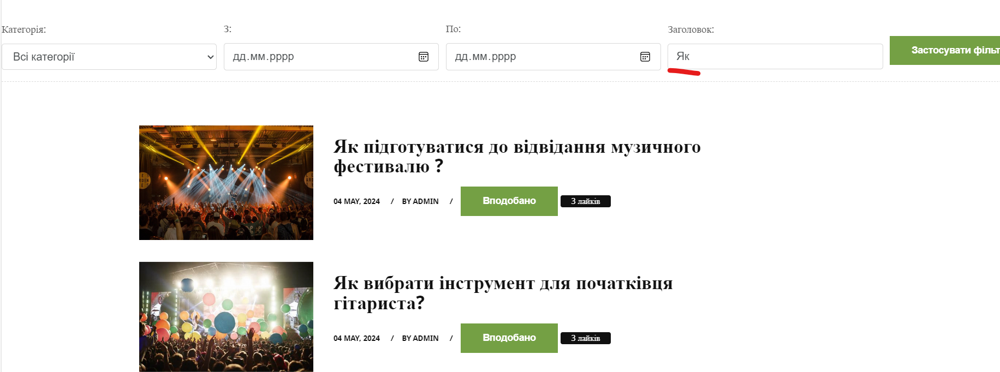 Категорія:
З:
По:
Заголовок:
Всі категорії
дд.мм.рррр
дд.мм.рррр
Як
Застосувати фільт
Як підготуватися до відвідання музичного
фестивалю ?
04 MAY, 2024 / BY ADMIN /
Вподобано
3 лайків
Як вибрати інструмент для початківця
гітариста?
04 MAY, 2024 / BY ADMIN /
Вподобано
3 лайків